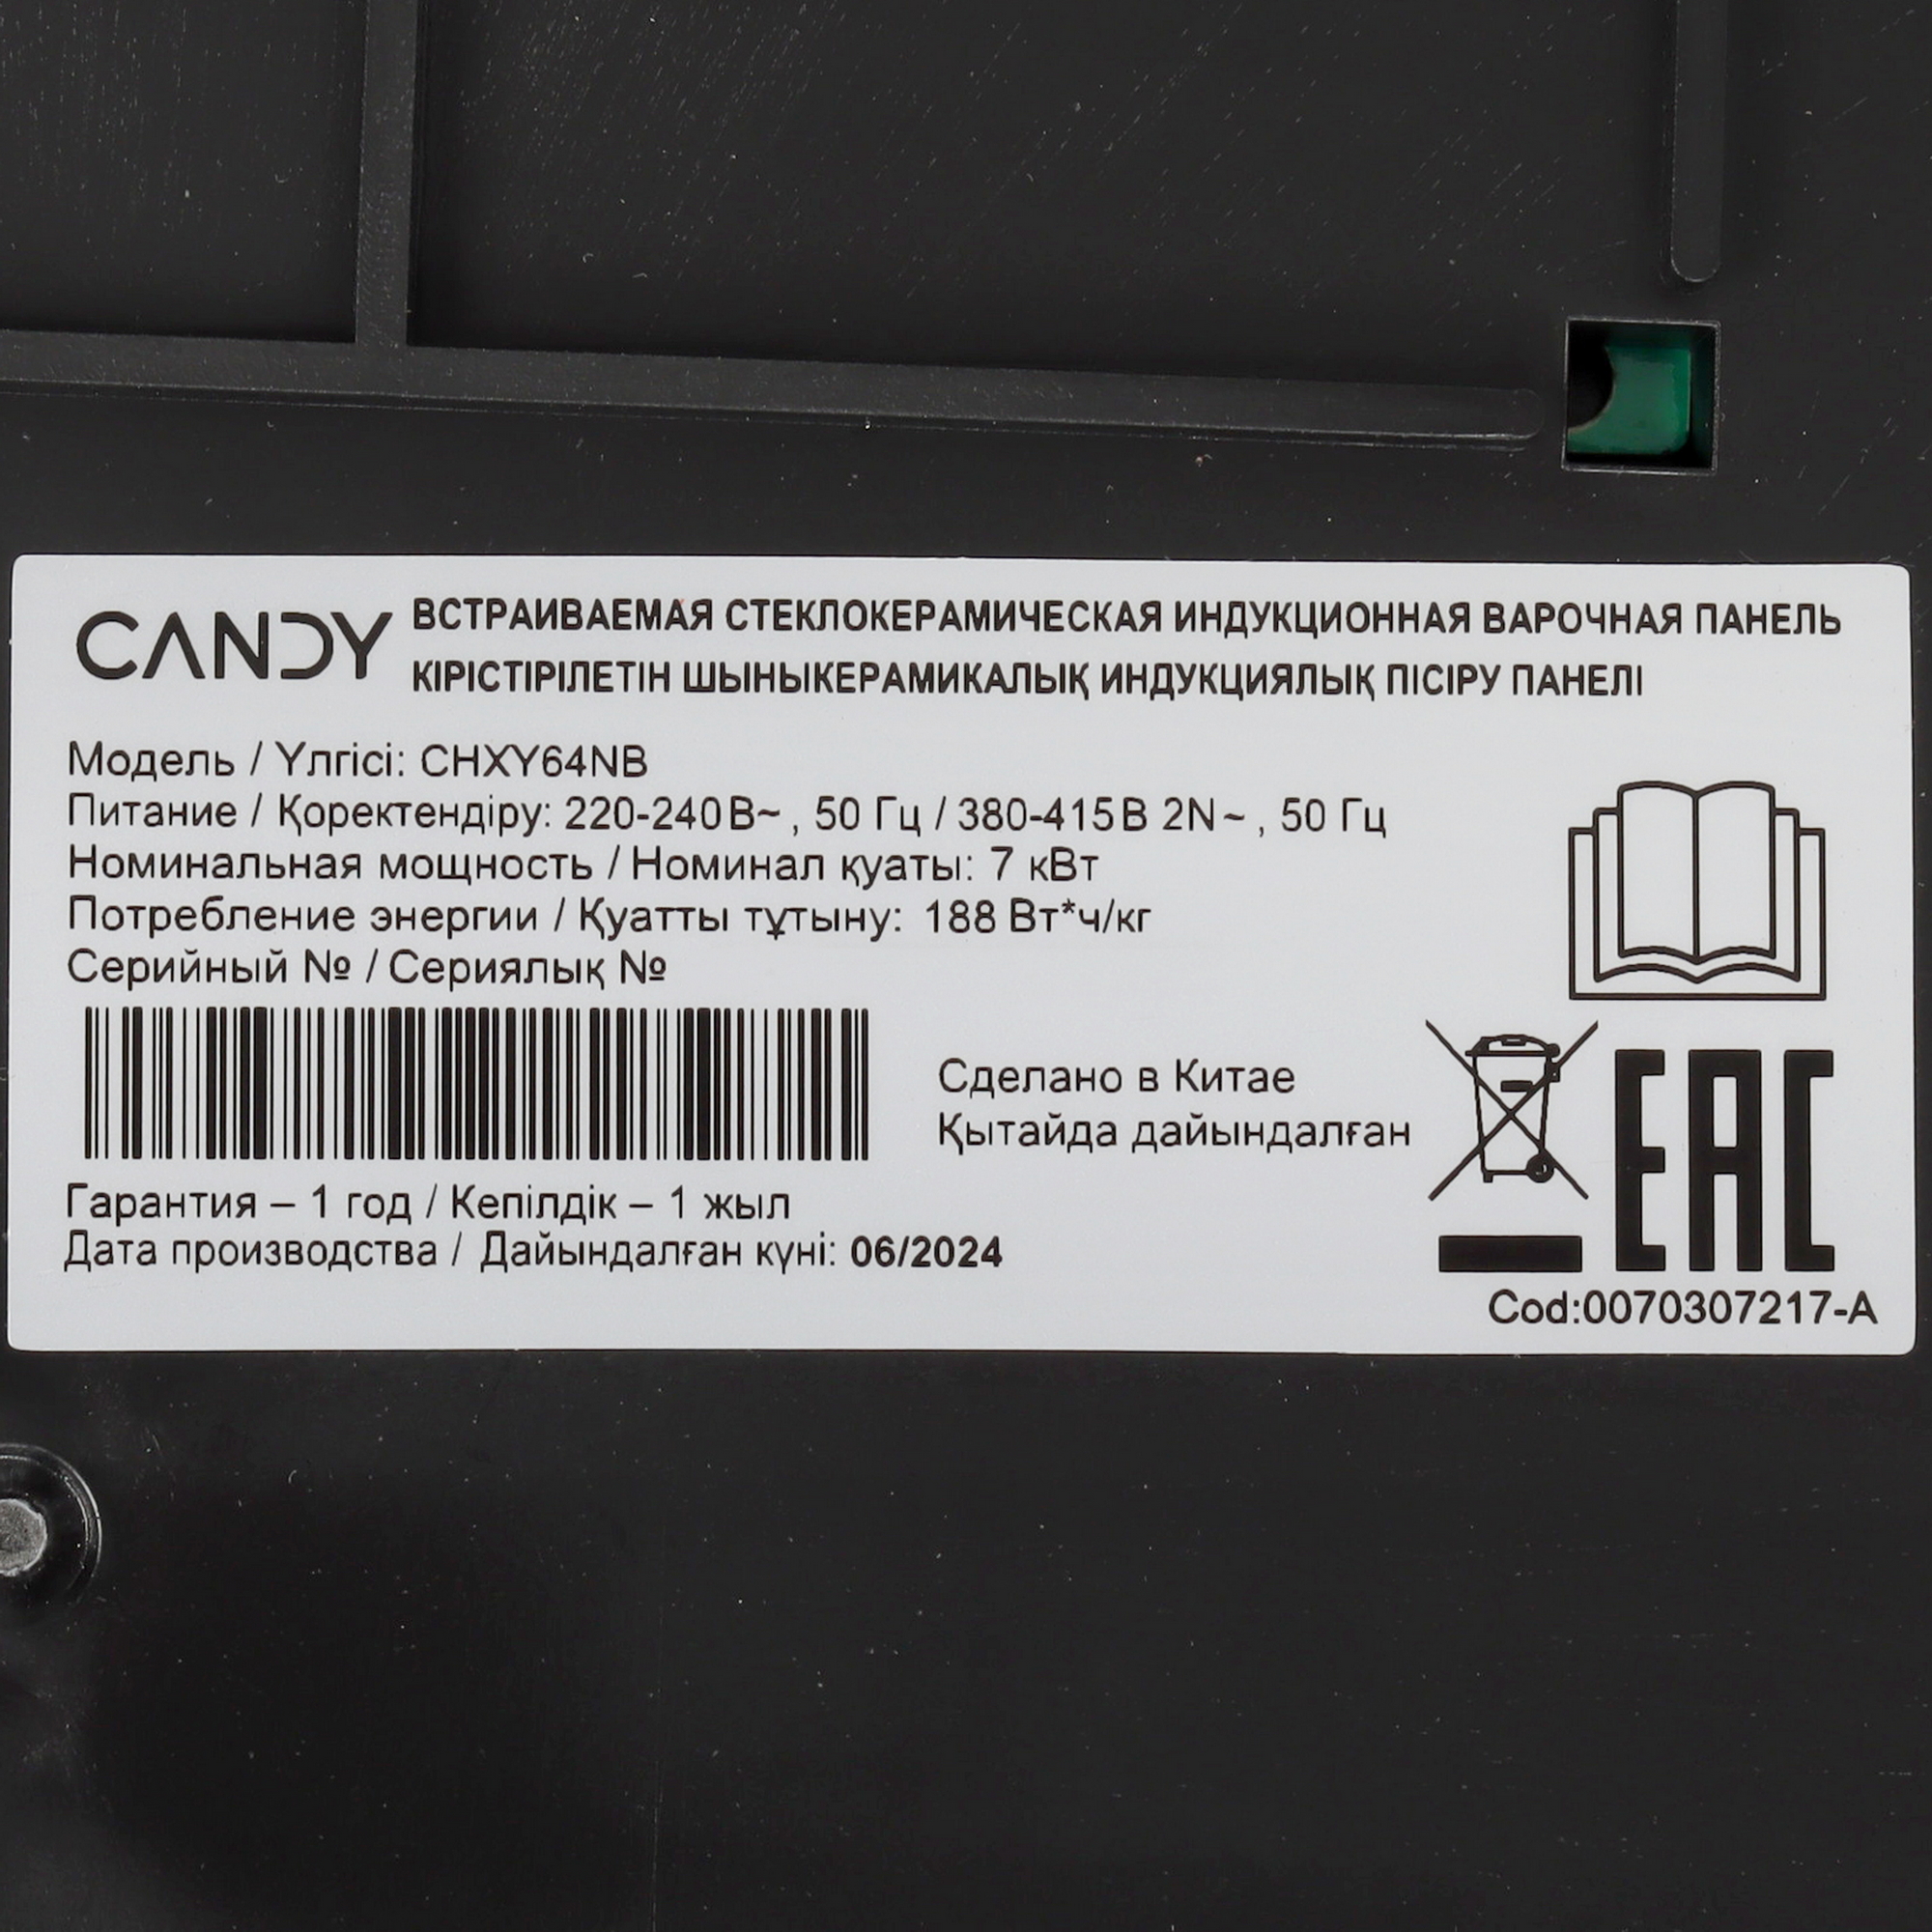 CANDY ВСТРАИВАЕМАЯ СТЕКЛОКЕРАМИЧЕСКАЯ ИНДУКЦИОННАЯ ВАРОЧНАЯ ПАНЕЛЬ
КІРІСТІРІЛЕТІН ШЫНЫКЕРАМИКАЛЫҚ ИНДУКЦИЯЛЫҚ ПІСІРУ ПАНЕЛІ
Модель / Үлгісі: CHXY64NB
Питание / Қоректендіру: 220-240В~, 50 Гц / 380-415В 2N~, 50 Гц
Номинальная мощность / Номинал қуаты: 7 кВт
Потребление энергии / Қуатты тұтыну: 188 Вт*ч/кг
Серийный № / Сериялық №
Сделано в Китае
Қытайда дайындалған
EAC
Гарантия – 1 год / Кепілдік – 1 жыл
Дата производства / Дайындалған күні: 06/2024
Cod:0070307217-A